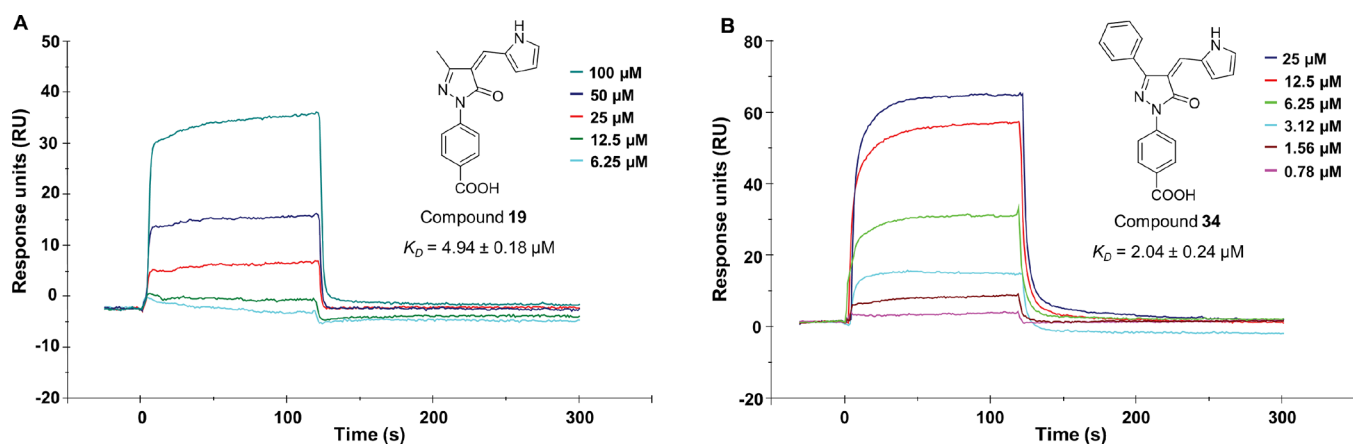 A
Response units (RU)
50
40
30
20
10
0
-10
-20
0
100
200
300
Time (s)
H
N
N
N
O
COOH
Compound 19
KD = 4.94 ± 0.18 µM
100 µM
50 µM
25 µM
12.5 µM
6.25 µM
B
Response units (RU)
80
60
40
20
0
-20
0
100
200
300
Time (s)
H
N
N
N
O
COOH
Compound 34
KD = 2.04 ± 0.24 µM
25 µM
12.5 µM
6.25 µM
3.12 µM
1.56 µM
0.78 µM